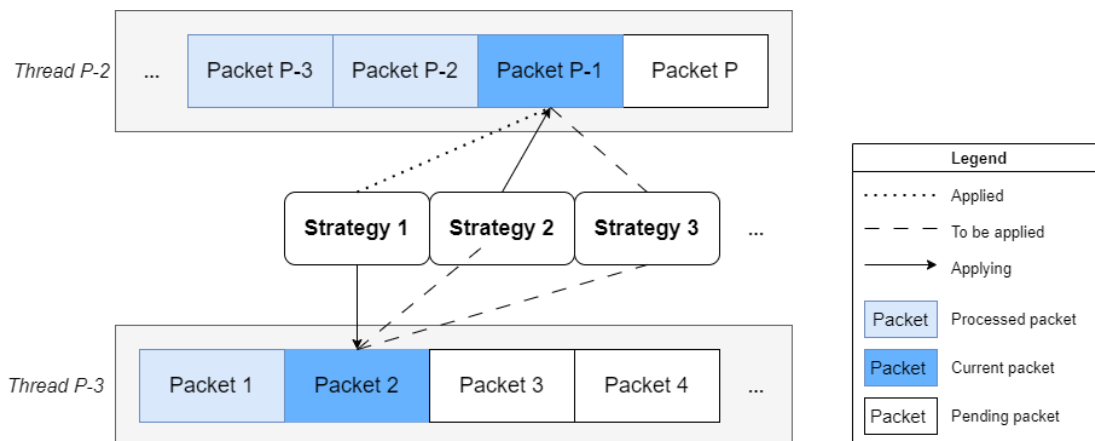 Thread P-2
...
Packet P-3
Packet P-2
Packet P-1
Packet P
Strategy 1
Strategy 2
Strategy 3
...
Thread P-3
Packet 1
Packet 2
Packet 3
Packet 4
...
Legend
Applied
To be applied
Applying
Packet
Processed packet
Packet
Current packet
Packet
Pending packet